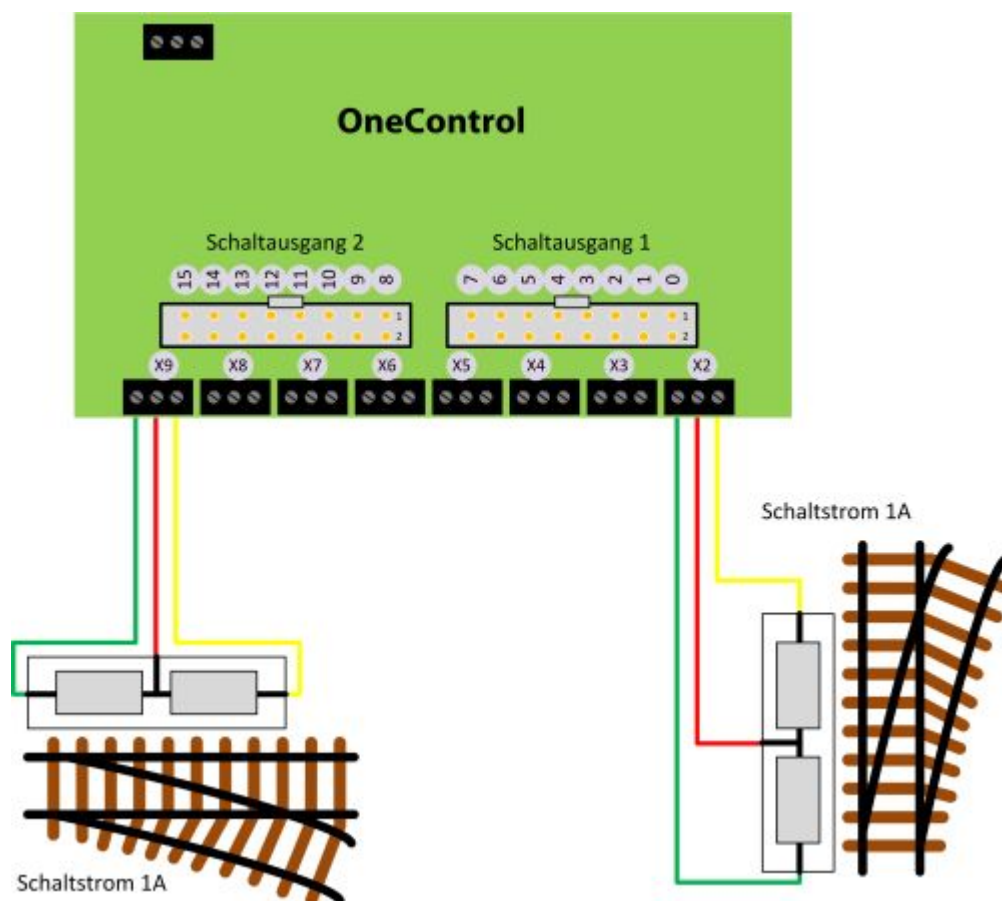 OneControl
Schaltausgang 2
Schaltausgang 1
15 14 13 12 11 10 9 8
7 6 5 4 3 2 1 0
1
2
1
2
X9 X8 X7 X6 X5 X4 X3 X2
Schaltstrom 1A
Schaltstrom 1A